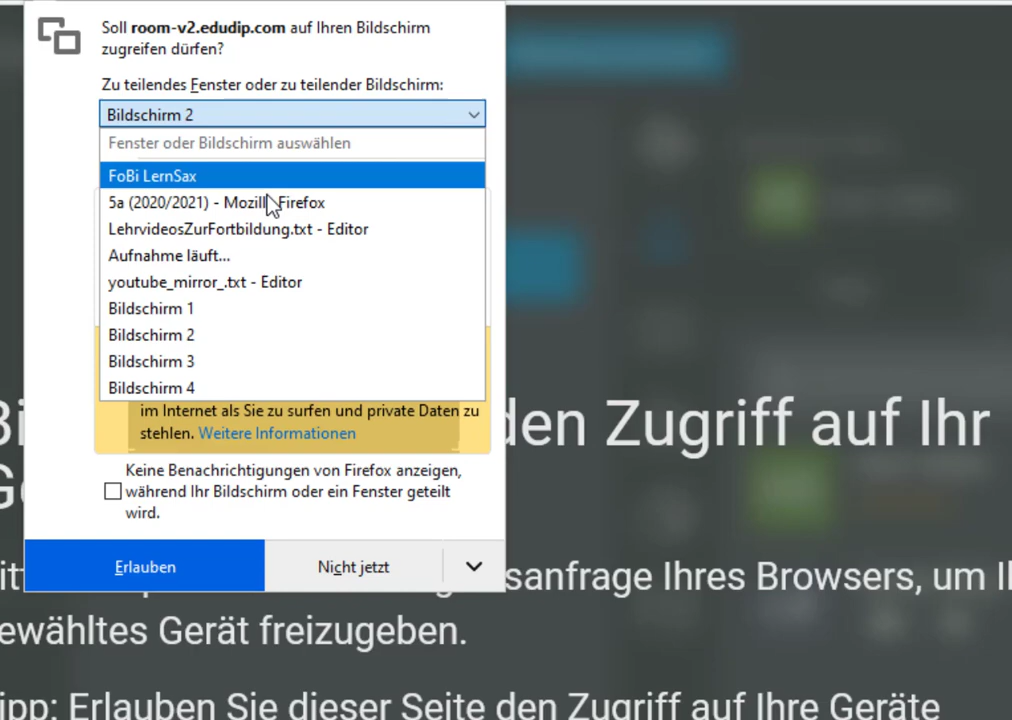 Soll room-v2.edudip.com auf Ihren Bildschirm
zugreifen dürfen?
Zu teilendes Fenster oder zu teilender Bildschirm:
Bildschirm 2
Fenster oder Bildschirm auswählen
FoBi LernSax
5a (2020/2021) - Mozilla Firefox
LehrvideosZurFortbildung.txt - Editor
Aufnahme läuft...
youtube_mirror_.txt - Editor
Bildschirm 1
Bildschirm 2
Bildschirm 3
Bildschirm 4
im Internet als Sie zu surfen und private Daten zu
stehlen. Weitere Informationen
den Zugriff auf Ihr
Keine Benachrichtigungen von Firefox anzeigen,
während Ihr Bildschirm oder ein Fenster geteilt
wird.
Erlauben
Nicht jetzt
sanfrage Ihres Browsers, um
ewähltes Gerät freizugeben.
ipp: Erlauben Sie dieser Seite den Zugriff auf Ihre Geräte